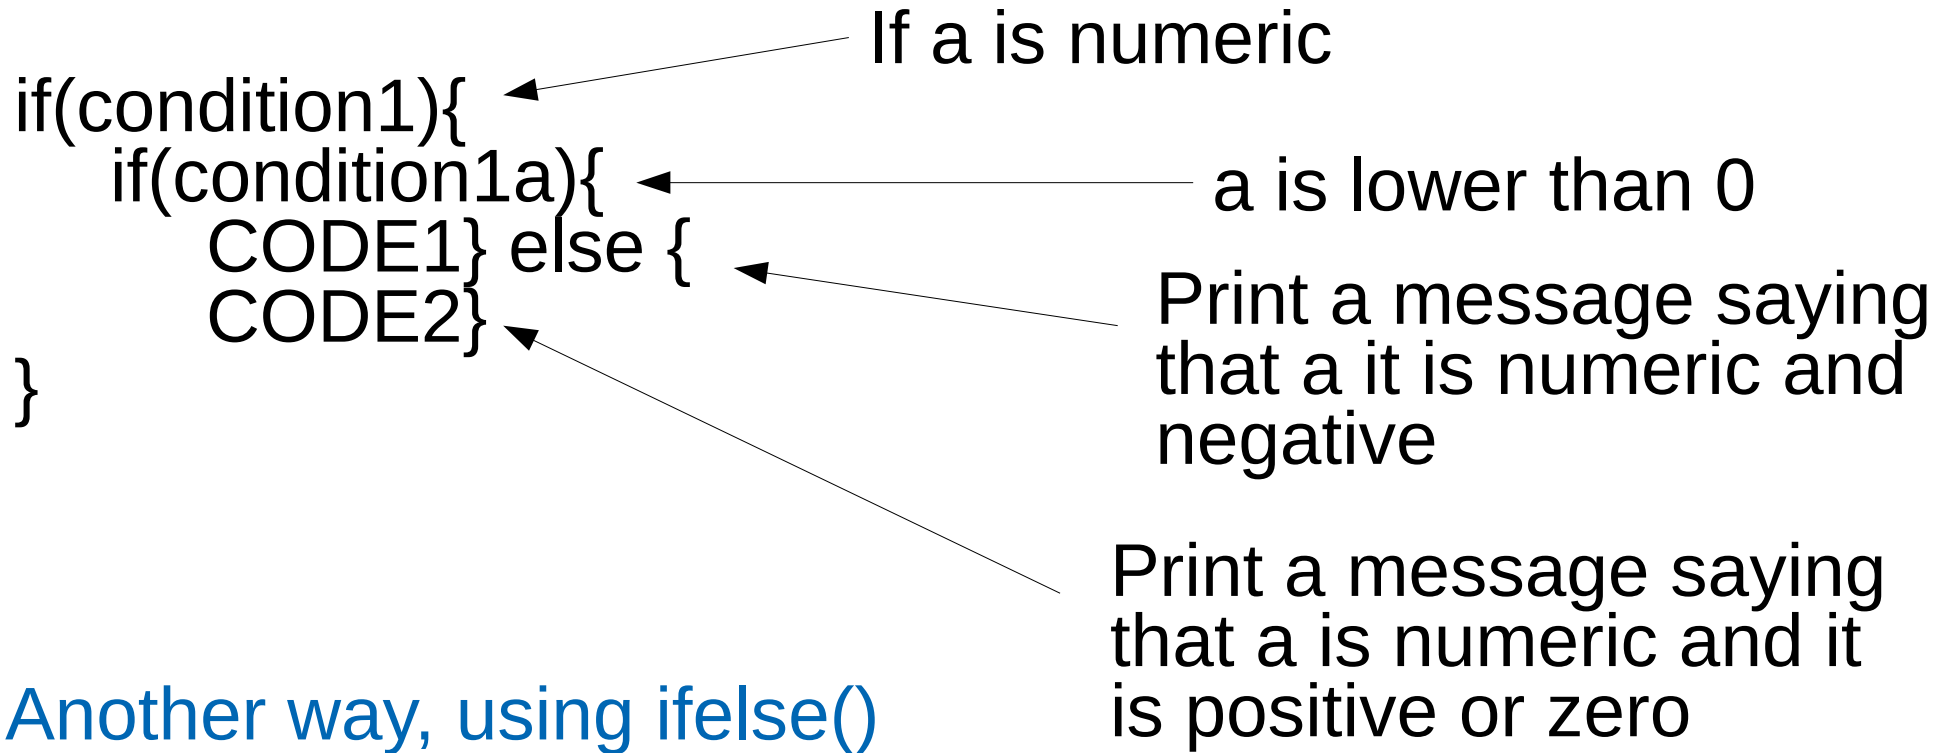 If a is numeric
if(condition1){
if(condition1a){
a is lower than 0
CODE1} else {
CODE2}
}
Print a message saying
that a it is numeric and
negative
Print a message saying
that a is numeric and it
is positive or zero
Another way, using ifelse()